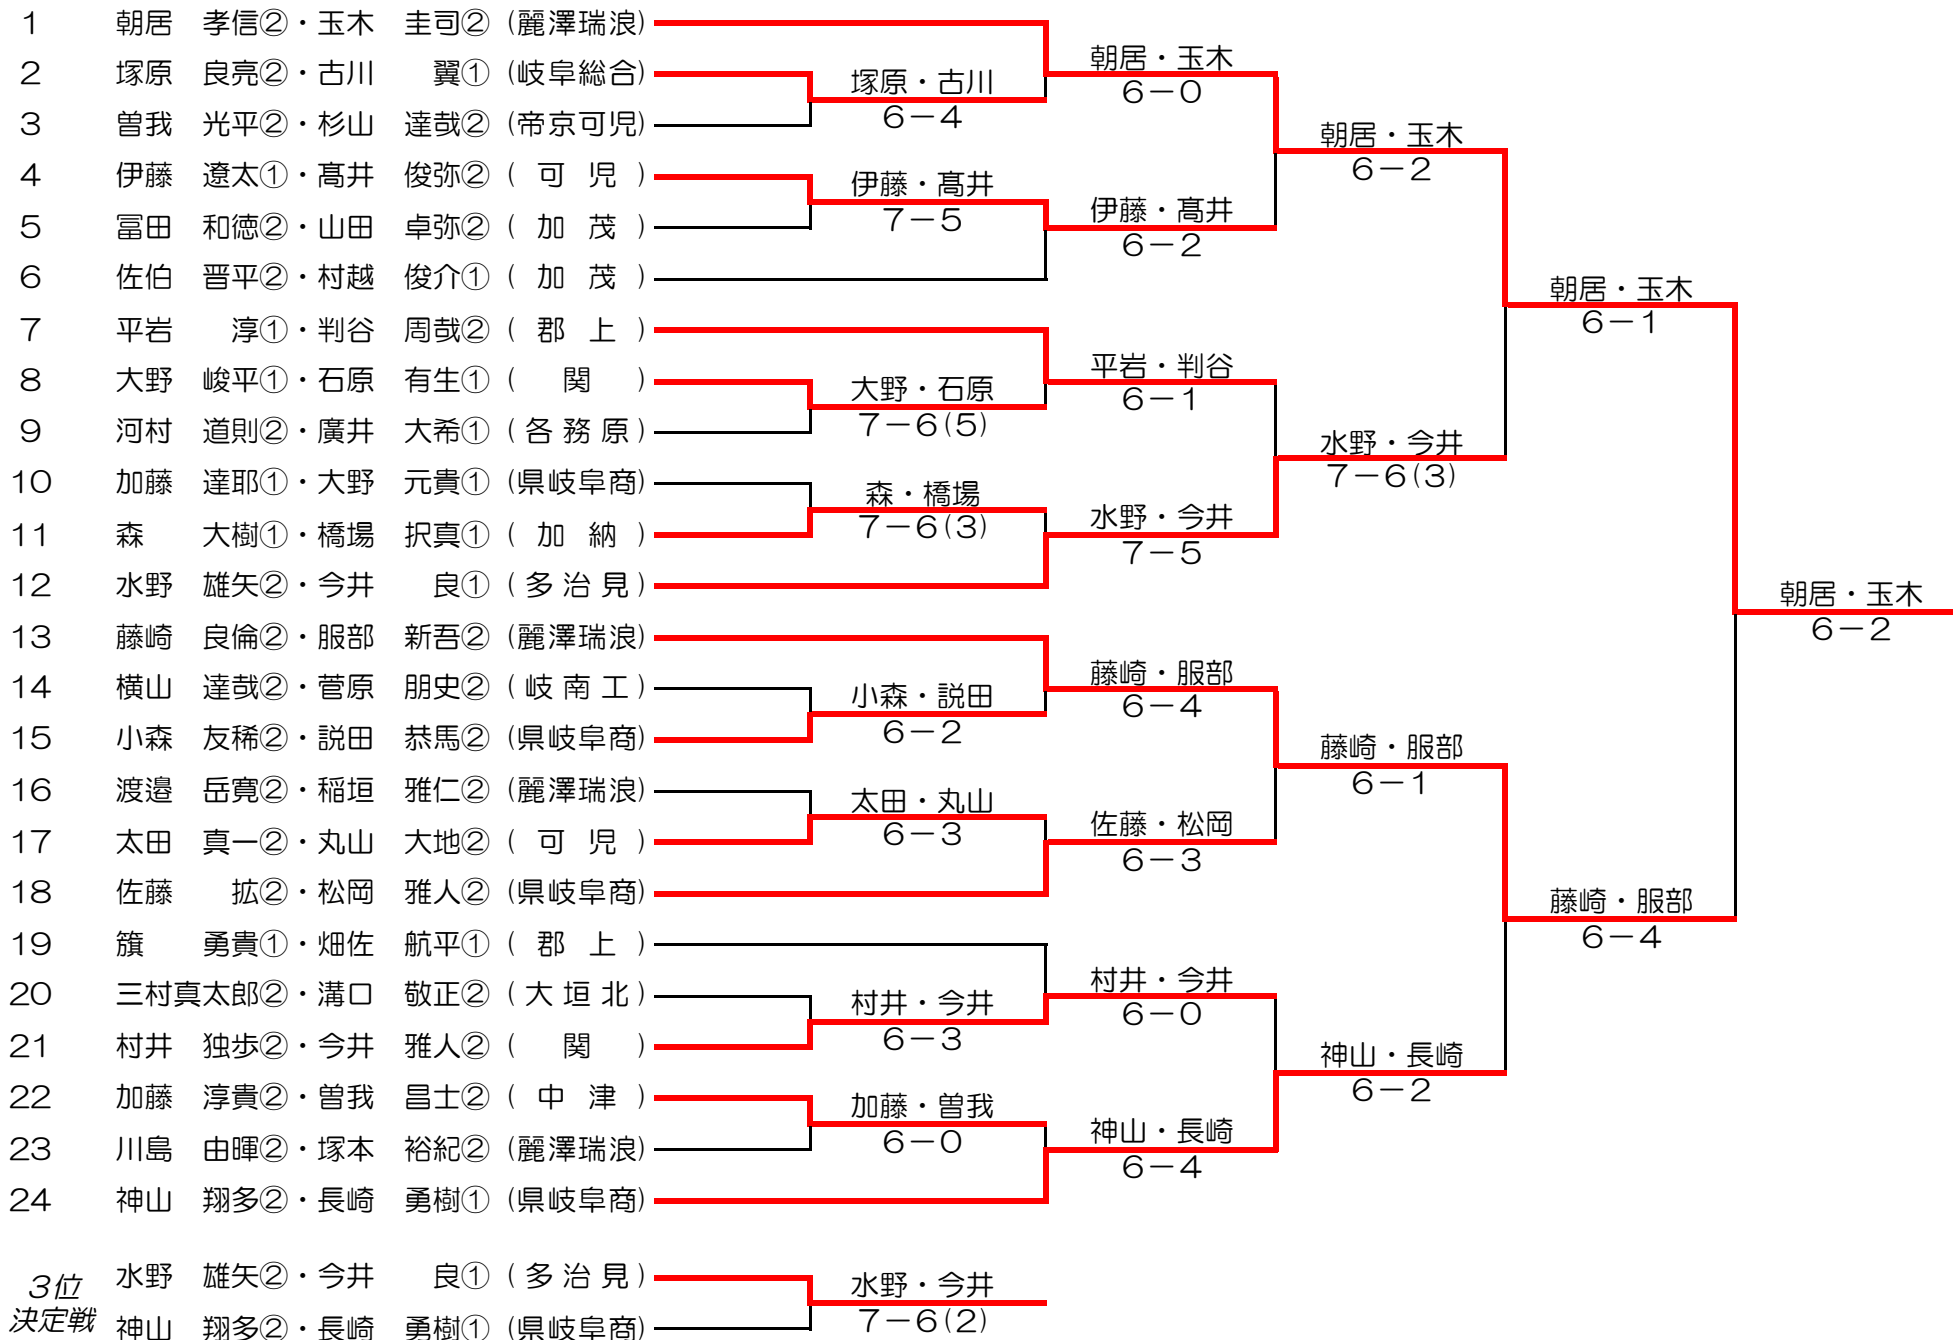 1 朝居 孝信②・玉木 圭司② (麗澤瑞浪)
2 塚原 良亮②・古川 翼① (岐阜総合)
3 曽我 光平②・杉山 達哉② (帝京可児)
4 伊藤 遼太①・髙井 俊弥② ( 可 児 )
5 冨田 和徳②・山田 卓弥② ( 加 茂 )
6 佐伯 晋平②・村越 俊介① ( 加 茂 )
7 平岩 淳①・判谷 周哉② ( 郡 上 )
8 大野 峻平①・石原 有生① ( 関 )
9 河村 道則②・廣井 大希① ( 各 務 原 )
10 加藤 達耶①・大野 元貴① (県岐阜商)
11 森 大樹①・橋場 択真① ( 加 納 )
12 水野 雄矢②・今井 良① ( 多 治 見 )
13 藤崎 良倫②・服部 新吾② (麗澤瑞浪)
14 横山 達哉②・菅原 朋史② ( 岐 南 工 )
15 小森 友稀②・説田 恭馬② (県岐阜商)
16 渡邉 岳寛②・稲垣 雅仁② (麗澤瑞浪)
17 太田 真一②・丸山 大地② ( 可 児 )
18 佐藤 拡②・松岡 雅人② (県岐阜商)
19 籏 勇貴①・畑佐 航平① ( 郡 上 )
20 三村真太郎②・溝口 敬正② ( 大 垣 北 )
21 村井 独歩②・今井 雅人② ( 関 )
22 加藤 淳貴②・曽我 昌士② ( 中 津 )
23 川島 由暉②・塚本 裕紀② (麗澤瑞浪)
24 神山 翔多②・長崎 勇樹① (県岐阜商)
塚原・古川
6－4
伊藤・髙井
7－5
大野・石原
7－6(5)
森・橋場
7－6(3)
小森・説田
6－2
太田・丸山
6－3
村井・今井
6－3
加藤・曽我
6－0
朝居・玉木
6－0
伊藤・髙井
6－2
平岩・判谷
6－1
水野・今井
7－5
藤崎・服部
6－4
佐藤・松岡
6－3
村井・今井
6－0
神山・長崎
6－4
朝居・玉木
6－2
水野・今井
7－6(3)
藤崎・服部
6－1
神山・長崎
6－2
朝居・玉木
6－1
藤崎・服部
6－4
朝居・玉木
6－2
3位
決定戦
水野 雄矢②・今井 良① ( 多 治 見 )
神山 翔多②・長崎 勇樹① (県岐阜商)
水野・今井
7－6(2)